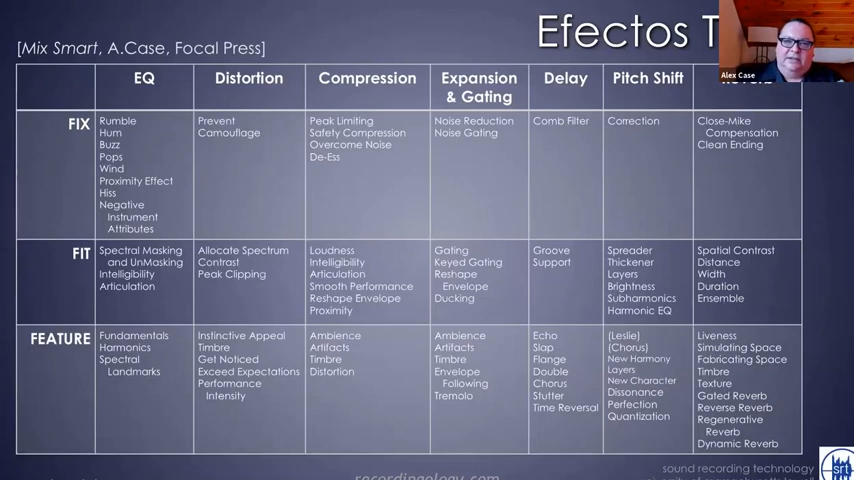 Efectos T
[Mix Smart, A.Case, Focal Press]
Alex Case
EQ
Distortion
Compression
Expansion
& Gating
Delay
Pitch Shift
FIX
Rumble
Hum
Buzz
Pops
Wind
Proximity Effect
Hiss
Negative
Instrument
Attributes
Prevent
Camouflage
Peak Limiting
Safety Compression
Overcome Noise
De-Ess
Noise Reduction
Noise Gating
Comb Filter
Correction
Close-Mike
Compensation
Clean Ending
FIT
Spectral Masking
and UnMasking
Intelligibility
Articulation
Allocate Spectrum
Contrast
Peak Clipping
Loudness
Intelligibility
Articulation
Smooth Performance
Reshape Envelope
Proximity
Gating
Keyed Gating
Reshape
Envelope
Ducking
Groove
Support
Spreader
Thickener
Layers
Brightness
Subharmonics
Harmonic EQ
Spatial Contrast
Distance
Width
Duration
Ensemble
FEATURE
Fundamentals
Harmonics
Spectral
Landmarks
Instinctive Appeal
Timbre
Get Noticed
Exceed Expectations
Performance
Intensity
Ambience
Artifacts
Timbre
Distortion
Ambience
Artifacts
Timbre
Envelope
Following
Tremolo
Echo
Slap
Flange
Double
Chorus
Stutter
Time Reversal
(Leslie)
(Chorus)
New Harmony
Layers
New Character
Dissonance
Perfection
Quantization
Liveness
Simulating Space
Fabricating Space
Timbre
Texture
Gated Reverb
Reverse Reverb
Regenerative
Reverb
Dynamic Reverb
recordingology.com
sound recording technology
srt